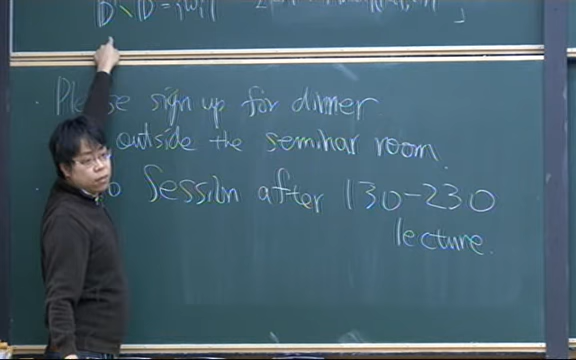 · Please sign up for dinner
outside the seminar room.
Session after 130-230
lecture.